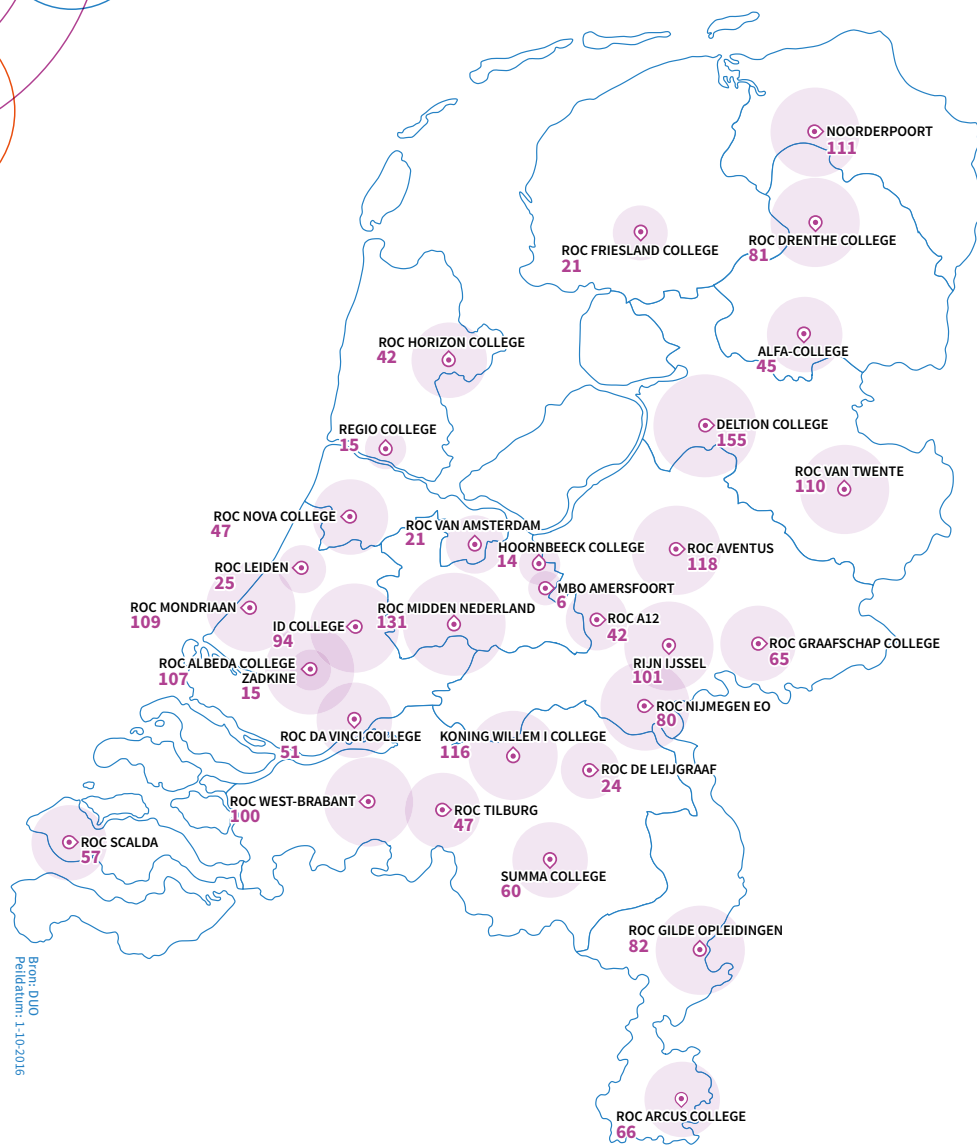 NOORDERPOORT
111
ROC DRENTHE COLLEGE
81
ROC FRIESLAND COLLEGE
21
ROC HORIZON COLLEGE
42
ALFA-COLLEGE
45
REGIO COLLEGE
15
DELTION COLLEGE
155
ROC VAN TWENTE
110
ROC NOVA COLLEGE
47
ROC VAN AMSTERDAM
21
HOORNBEECK COLLEGE
14
ROC AVENTUS
118
ROC LEIDEN
25
MBO AMERSFOORT
6
ROC MONDRIAAN
109
ROC MIDDEN NEDERLAND
131
ID COLLEGE
94
ROC A12
42
ROC GRAAFSCHAP COLLEGE
65
ROC ALBEDA COLLEGE
107
ZADKINE
15
RIJN IJSSEL
101
ROC NIJMEGEN EO
80
ROC DA VINCI COLLEGE
51
KONING WILLEM I COLLEGE
116
ROC DE LEIJGRAAF
24
ROC WEST-BRABANT
100
ROC TILBURG
47
ROC SCALDA
57
SUMMA COLLEGE
60
ROC GILDE OPLEIDINGEN
82
ROC ARCUS COLLEGE
66
Bron: DUO
Peildatum: 1-10-2016